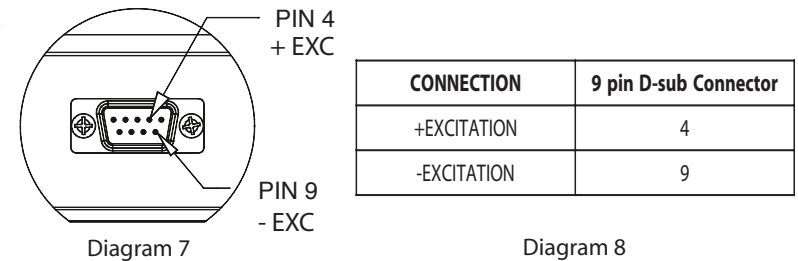 PIN 4
+ EXC
PIN 9
- EXC
Diagram 7
CONNECTION 9 pin D-sub Connector
+EXCITATION 4
-EXCITATION 9
Diagram 8